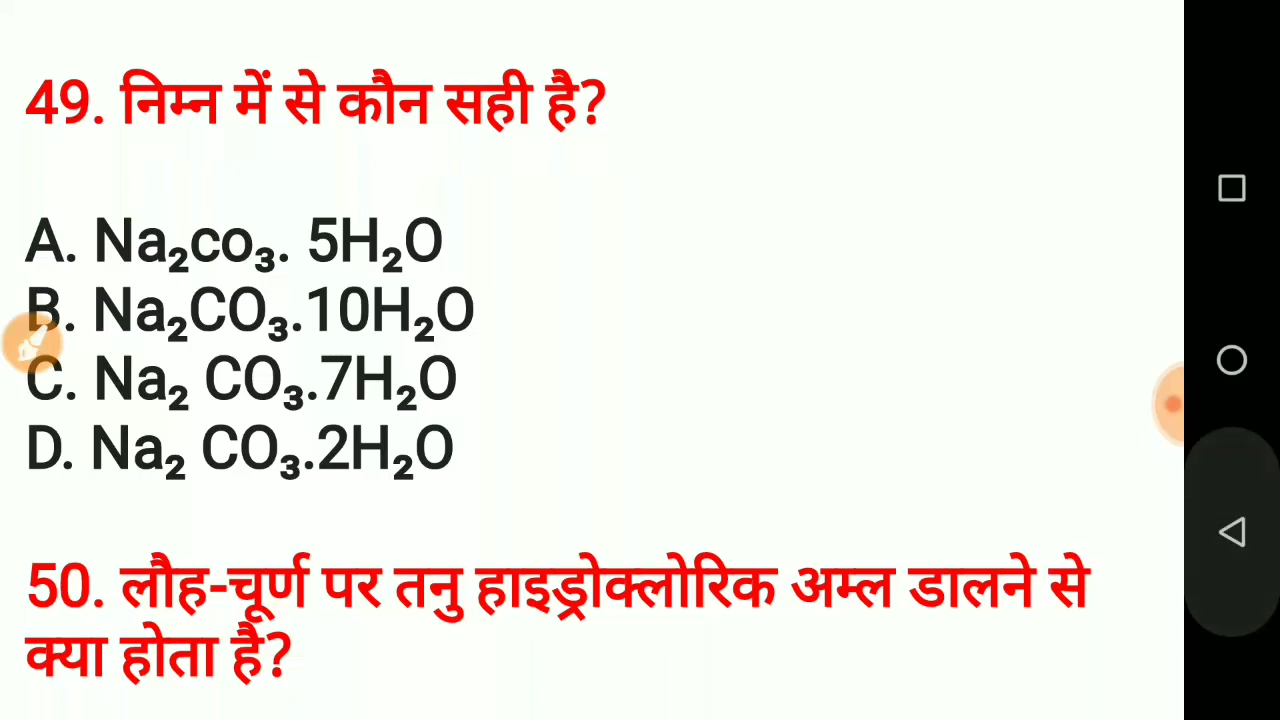 49. निम्न में से कौन सही है?
A. Na₂co₃. 5H₂O
B. Na₂CO₃.10H₂O
C. Na₂ CO₃.7H₂O
D. Na₂ CO₃.2H₂O
50. लौह-चूर्ण पर तनु हाइड्रोक्लोरिक अम्ल डालने से
क्या होता है?